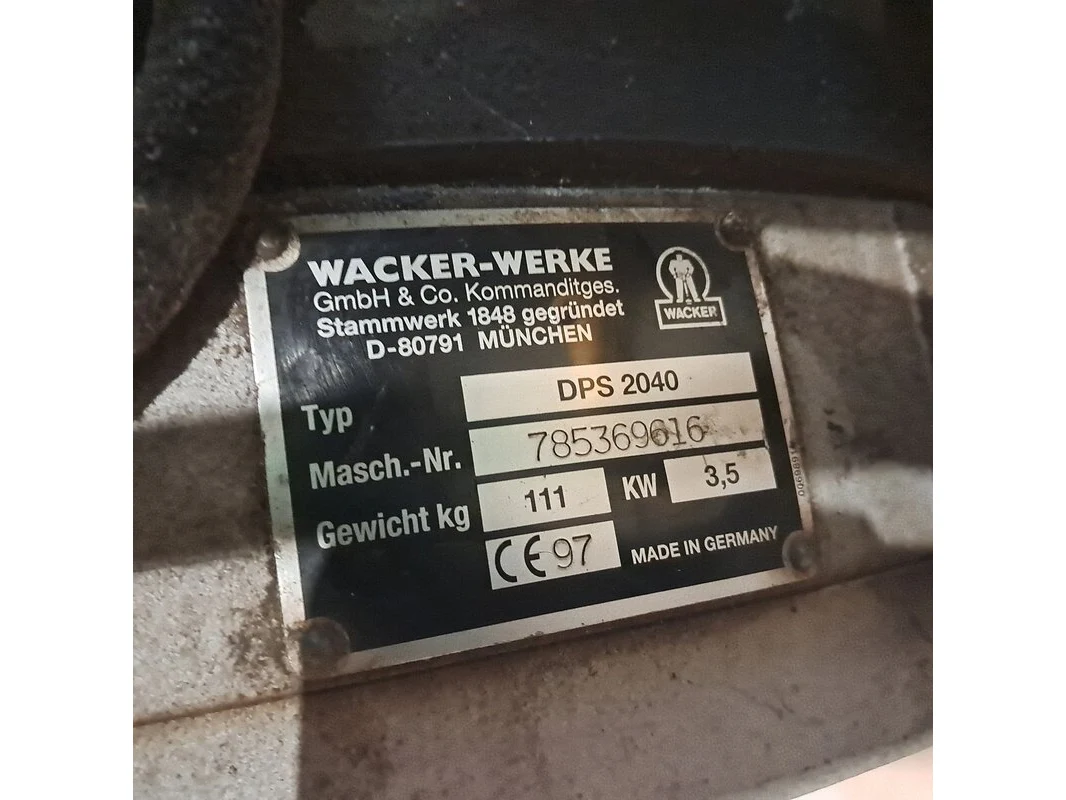 WACKER-WERKE
GmbH & Co. Kommanditges.
Stammwerk 1848 gegründet
D-80791 MÜNCHEN
WACKER
Typ DPS 2040
Masch.-Nr. 785369616
Gewicht kg 111 KW 3,5
CE 97 MADE IN GERMANY